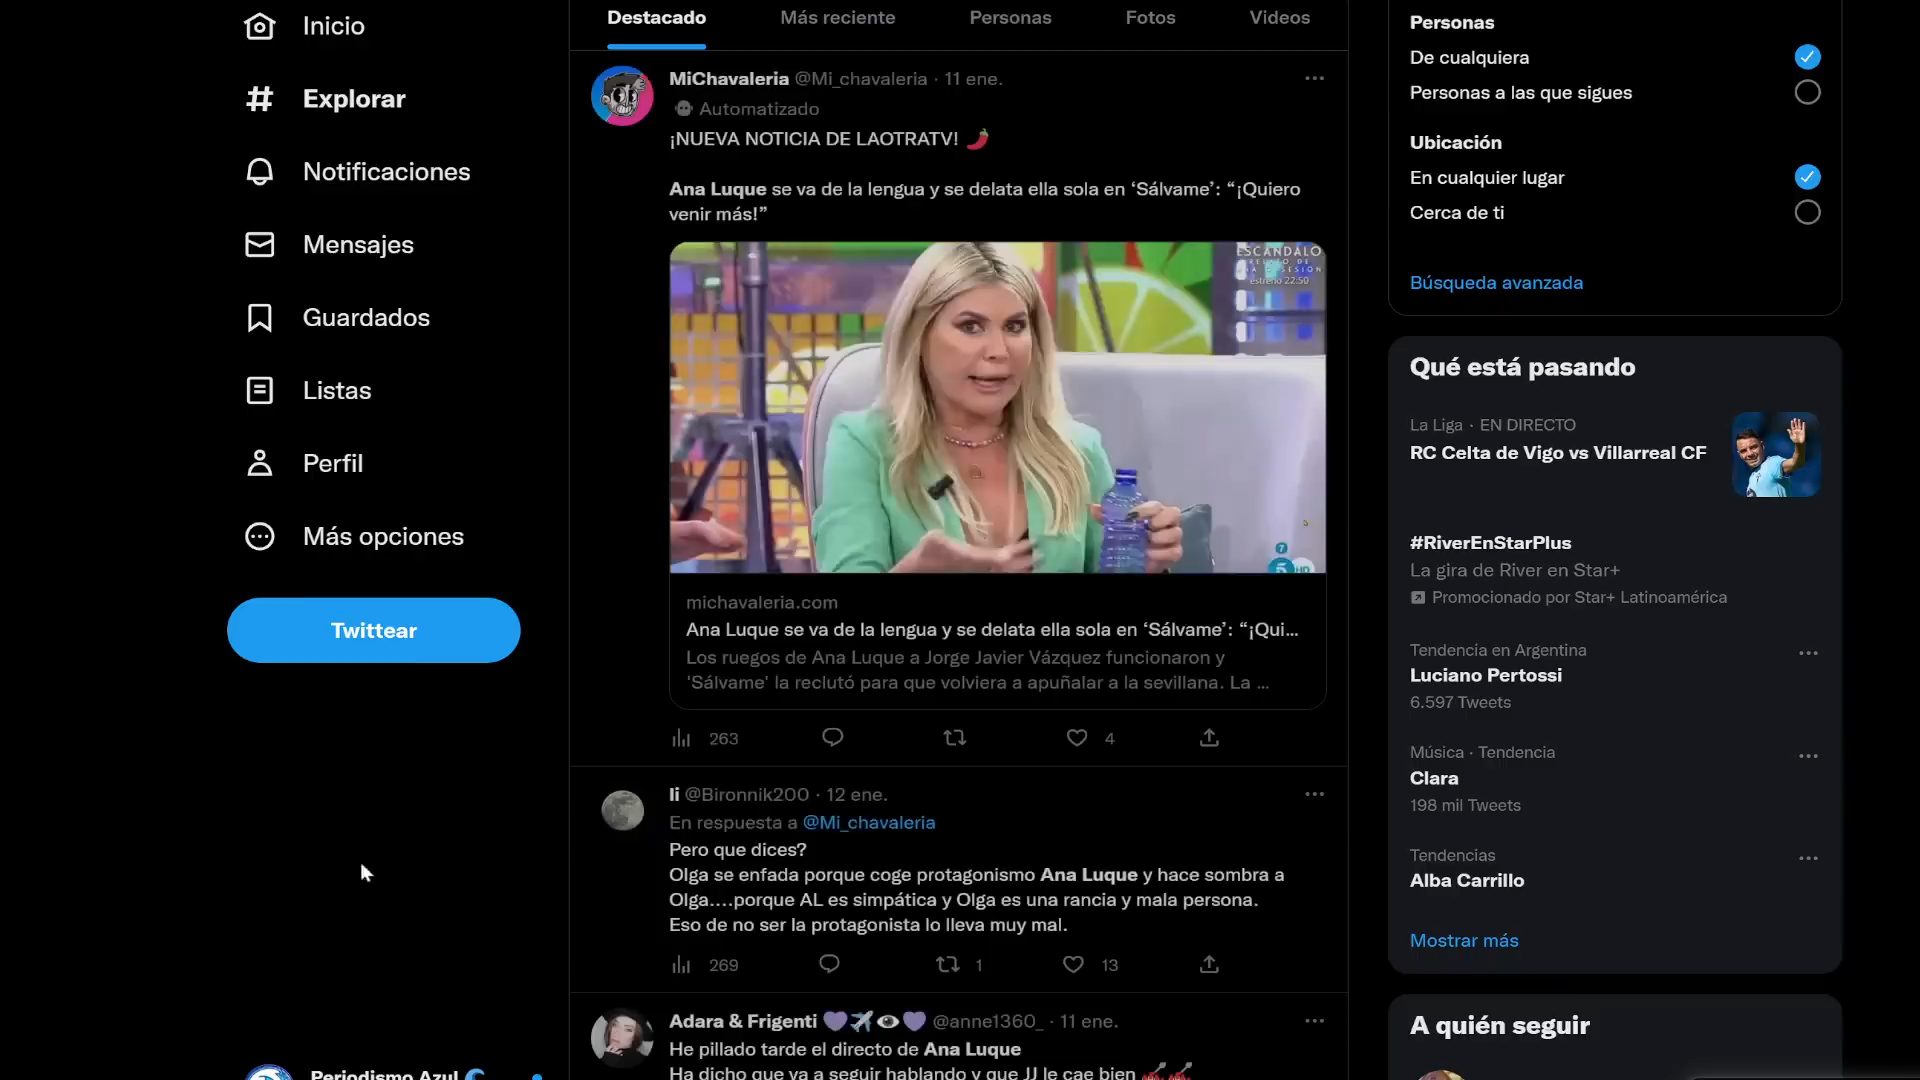 Inicio
Explorar
Notificaciones
Mensajes
Guardados
Listas
Perfil
Más opciones
Twittear
Periodismo Azul
Destacado
Más reciente
Personas
Fotos
Videos
MiChavaleria @Mi_chavaleria · 11 ene.
Automatizado
¡NUEVA NOTICIA DE LAOTRATV! 🌶️
Ana Luque se va de la lengua y se delata ella sola en ‘Sálvame’: “¡Quiero
venir más!”
ESCÁNDALO
RELATO DE
UNA OBSESIÓN
estreno 22:50
7
5 HD
michavaleria.com
Ana Luque se va de la lengua y se delata ella sola en ‘Sálvame’: “¡Qui...
Los ruegos de Ana Luque a Jorge Javier Vázquez funcionaron y
'Sálvame' la reclutó para que volviera a apuñalar a la sevillana. La ...
263
4
li @Bironnik200 · 12 ene.
En respuesta a @Mi_chavaleria
Pero que dices?
Olga se enfada porque coge protagonismo Ana Luque y hace sombra a
Olga....porque AL es simpática y Olga es una rancia y mala persona.
Eso de no ser la protagonista lo lleva muy mal.
269
1
13
Adara & Frigenti 💜✈️👁️💜 @anne1360_ · 11 ene.
He pillado tarde el directo de Ana Luque
Ha dicho que va a seguir hablando y que JJ le cae bien
Personas
De cualquiera
Personas a las que sigues
Ubicación
En cualquier lugar
Cerca de ti
Búsqueda avanzada
Qué está pasando
La Liga · EN DIRECTO
RC Celta de Vigo vs Villarreal CF
#RiverEnStarPlus
La gira de River en Star+
Promocionado por Star+ Latinoamérica
Tendencia en Argentina
Luciano Pertossi
6.597 Tweets
Música · Tendencia
Clara
198 mil Tweets
Tendencias
Alba Carrillo
Mostrar más
A quién seguir